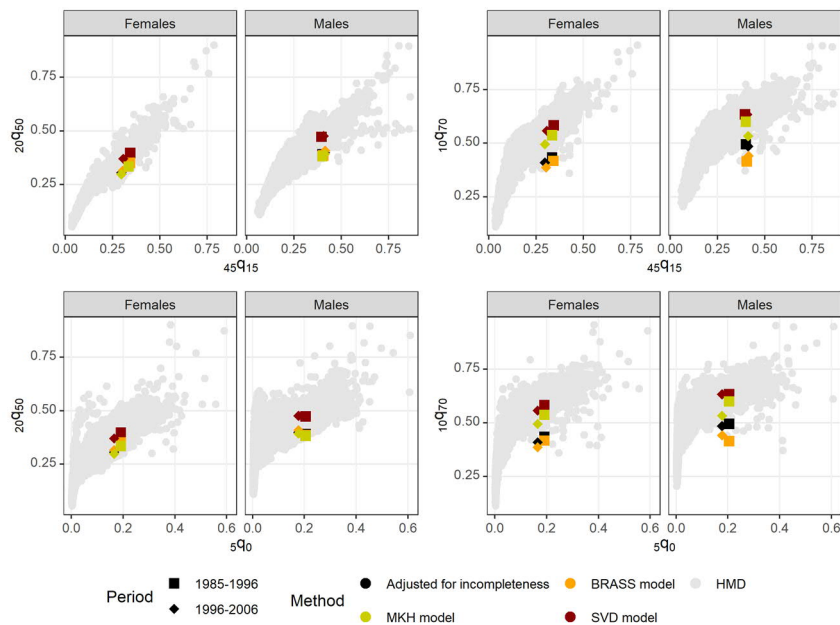 Females Males Females Males
0.75
0.50
0.25
20q50
0.75
0.50
0.25
10q70
0.00 0.25 0.50 0.75 0.00 0.25 0.50 0.75
45q15
0.00 0.25 0.50 0.75 0.00 0.25 0.50 0.75
45q15
Females Males Females Males
0.75
0.50
0.25
20q50
0.75
0.50
0.25
10q70
0.0 0.2 0.4 0.6 0.0 0.2 0.4 0.6
5q0
0.0 0.2 0.4 0.6 0.0 0.2 0.4 0.6
5q0
Period
1985-1996
1996-2006
Method
Adjusted for incompleteness
BRASS model
HMD
MKH model
SVD model